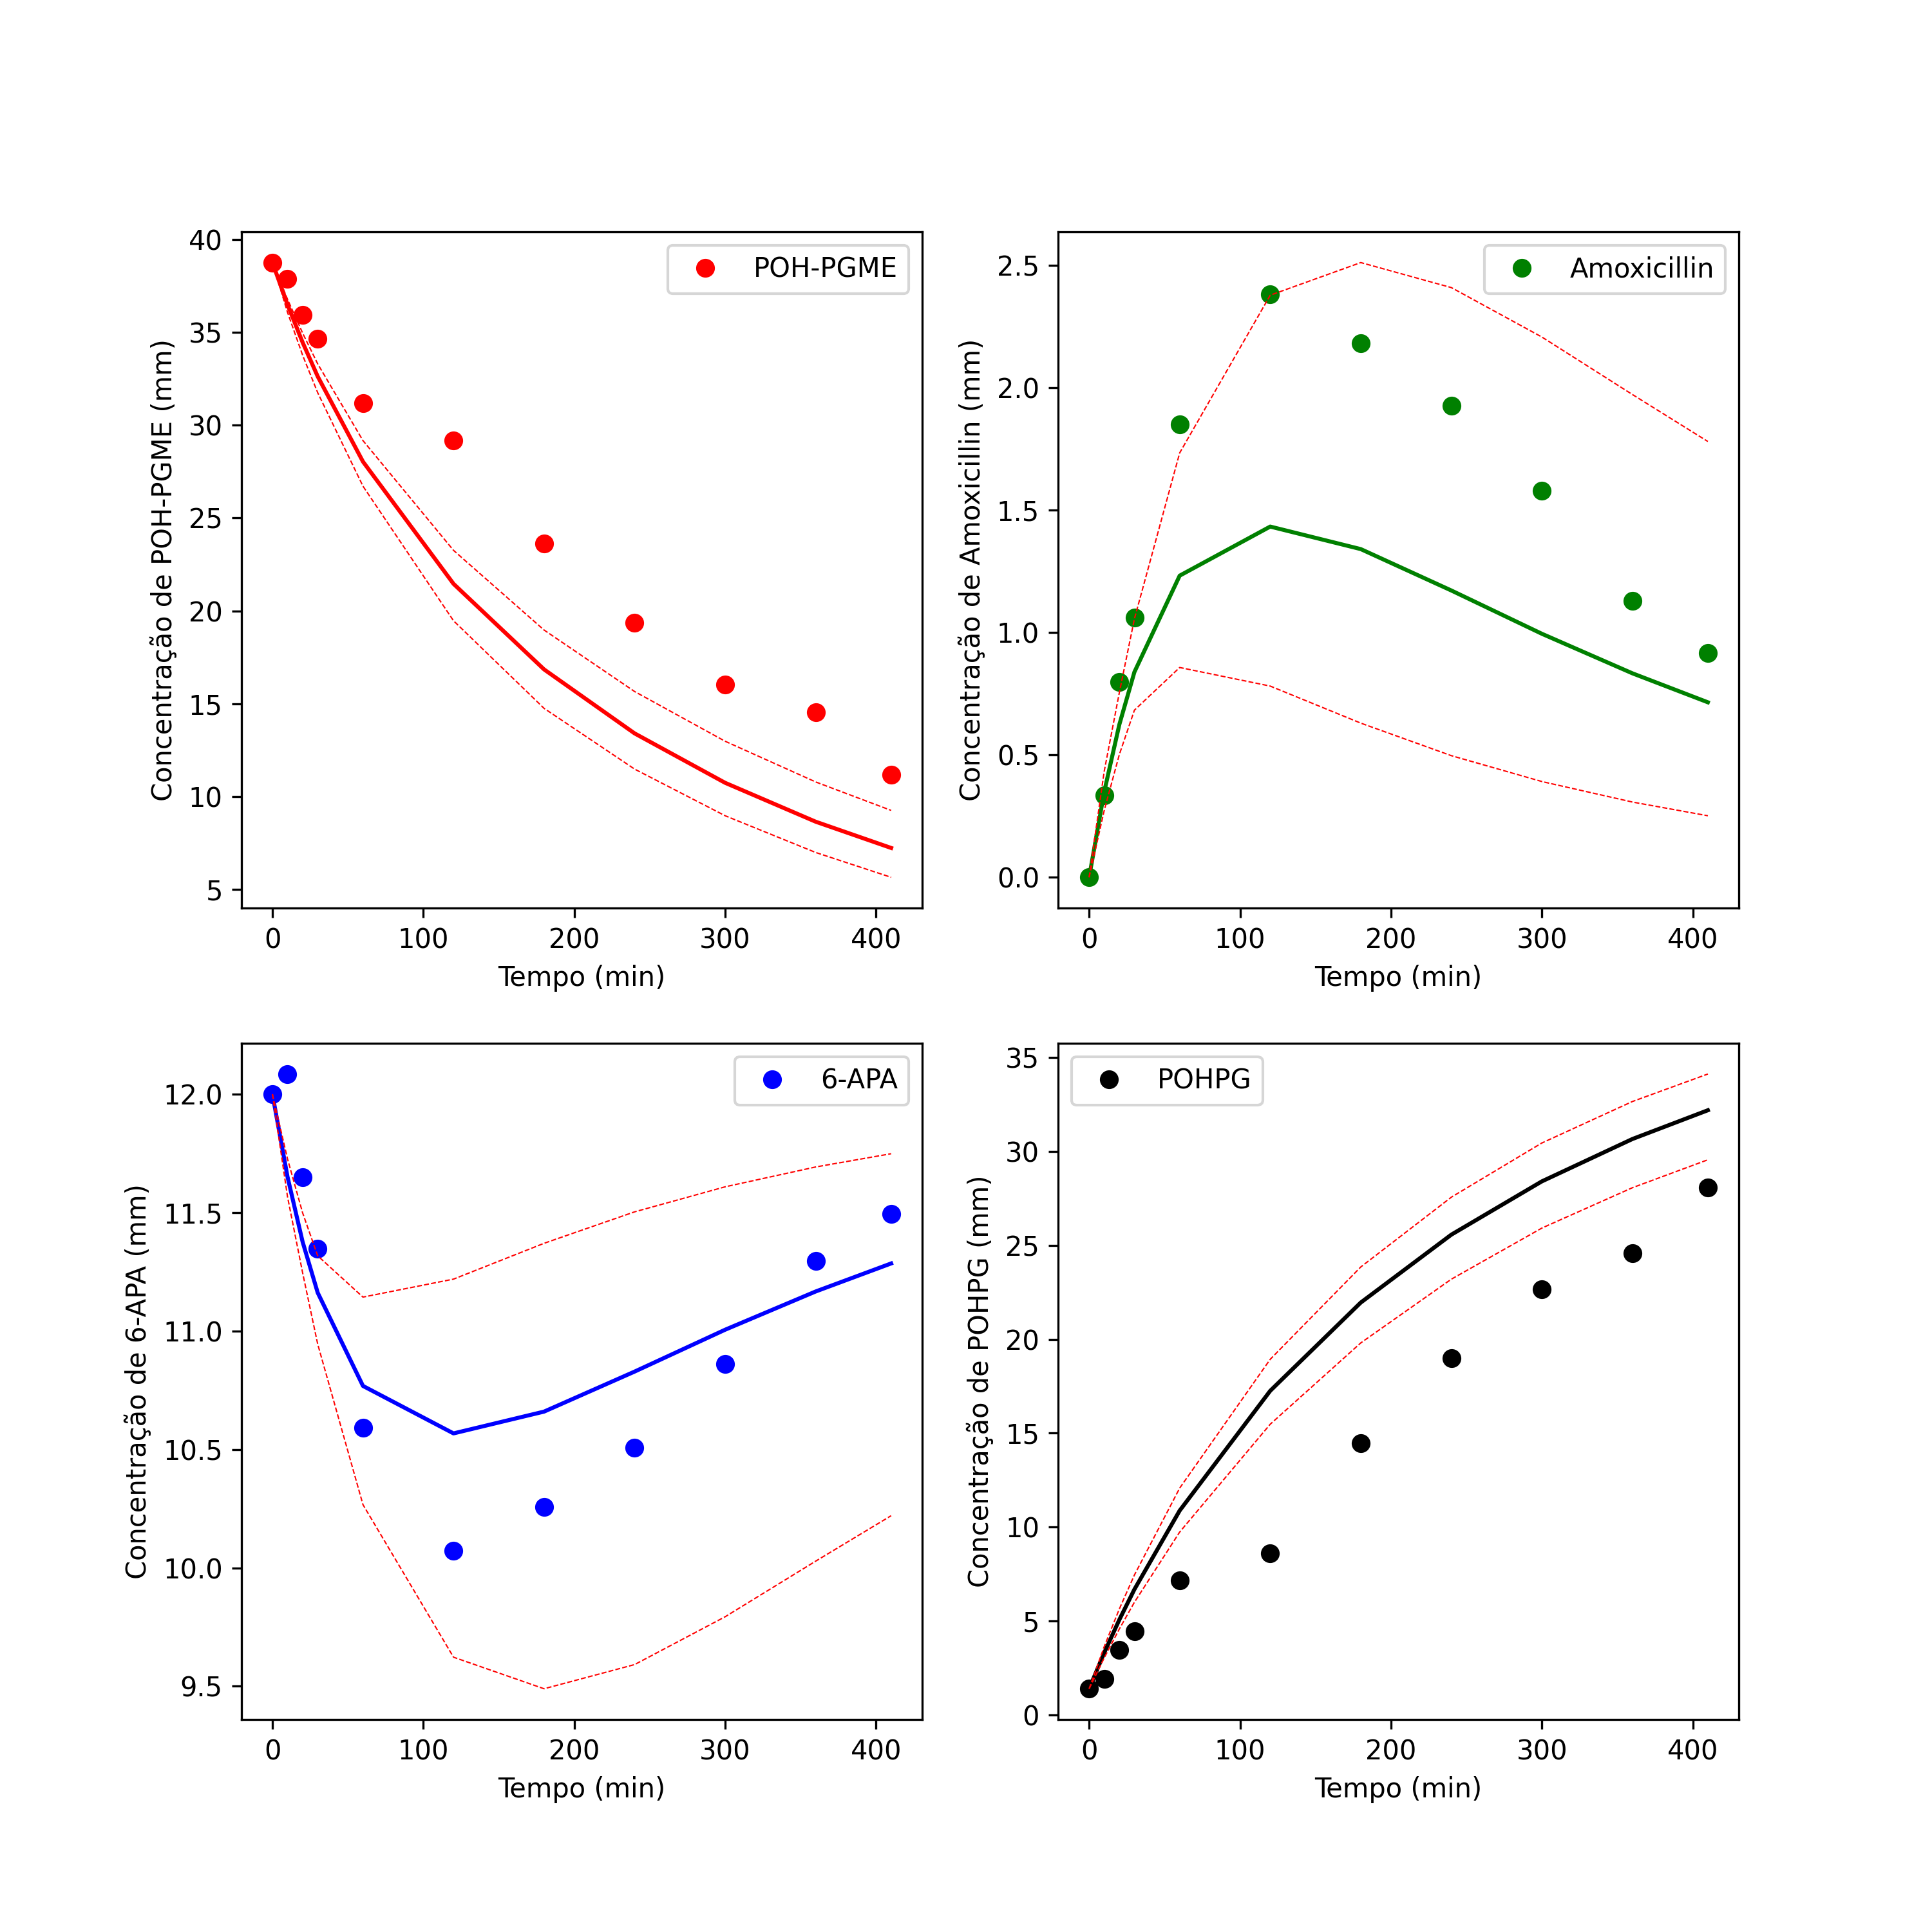 POH-PGME
Concentração de POH-PGME (mm)
40
35
30
25
20
15
10
5
0 100 200 300 400
Tempo (min)
Amoxicillin
Concentração de Amoxicillin (mm)
2.5
2.0
1.5
1.0
0.5
0.0
0 100 200 300 400
Tempo (min)
6-APA
Concentração de 6-APA (mm)
12.0
11.5
11.0
10.5
10.0
9.5
0 100 200 300 400
Tempo (min)
POHPG
Concentração de POHPG (mm)
35
30
25
20
15
10
5
0
0 100 200 300 400
Tempo (min)